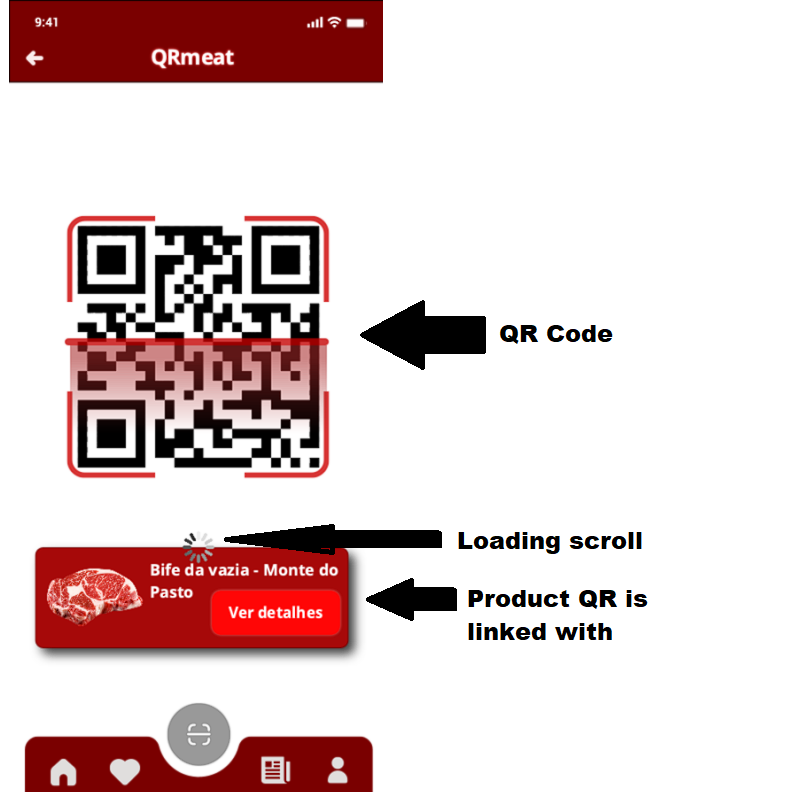 9:41
QRmeat
QR Code
Loading scroll
Bife da vazia - Monte do
Pasto
Ver detalhes
Product QR is
linked with